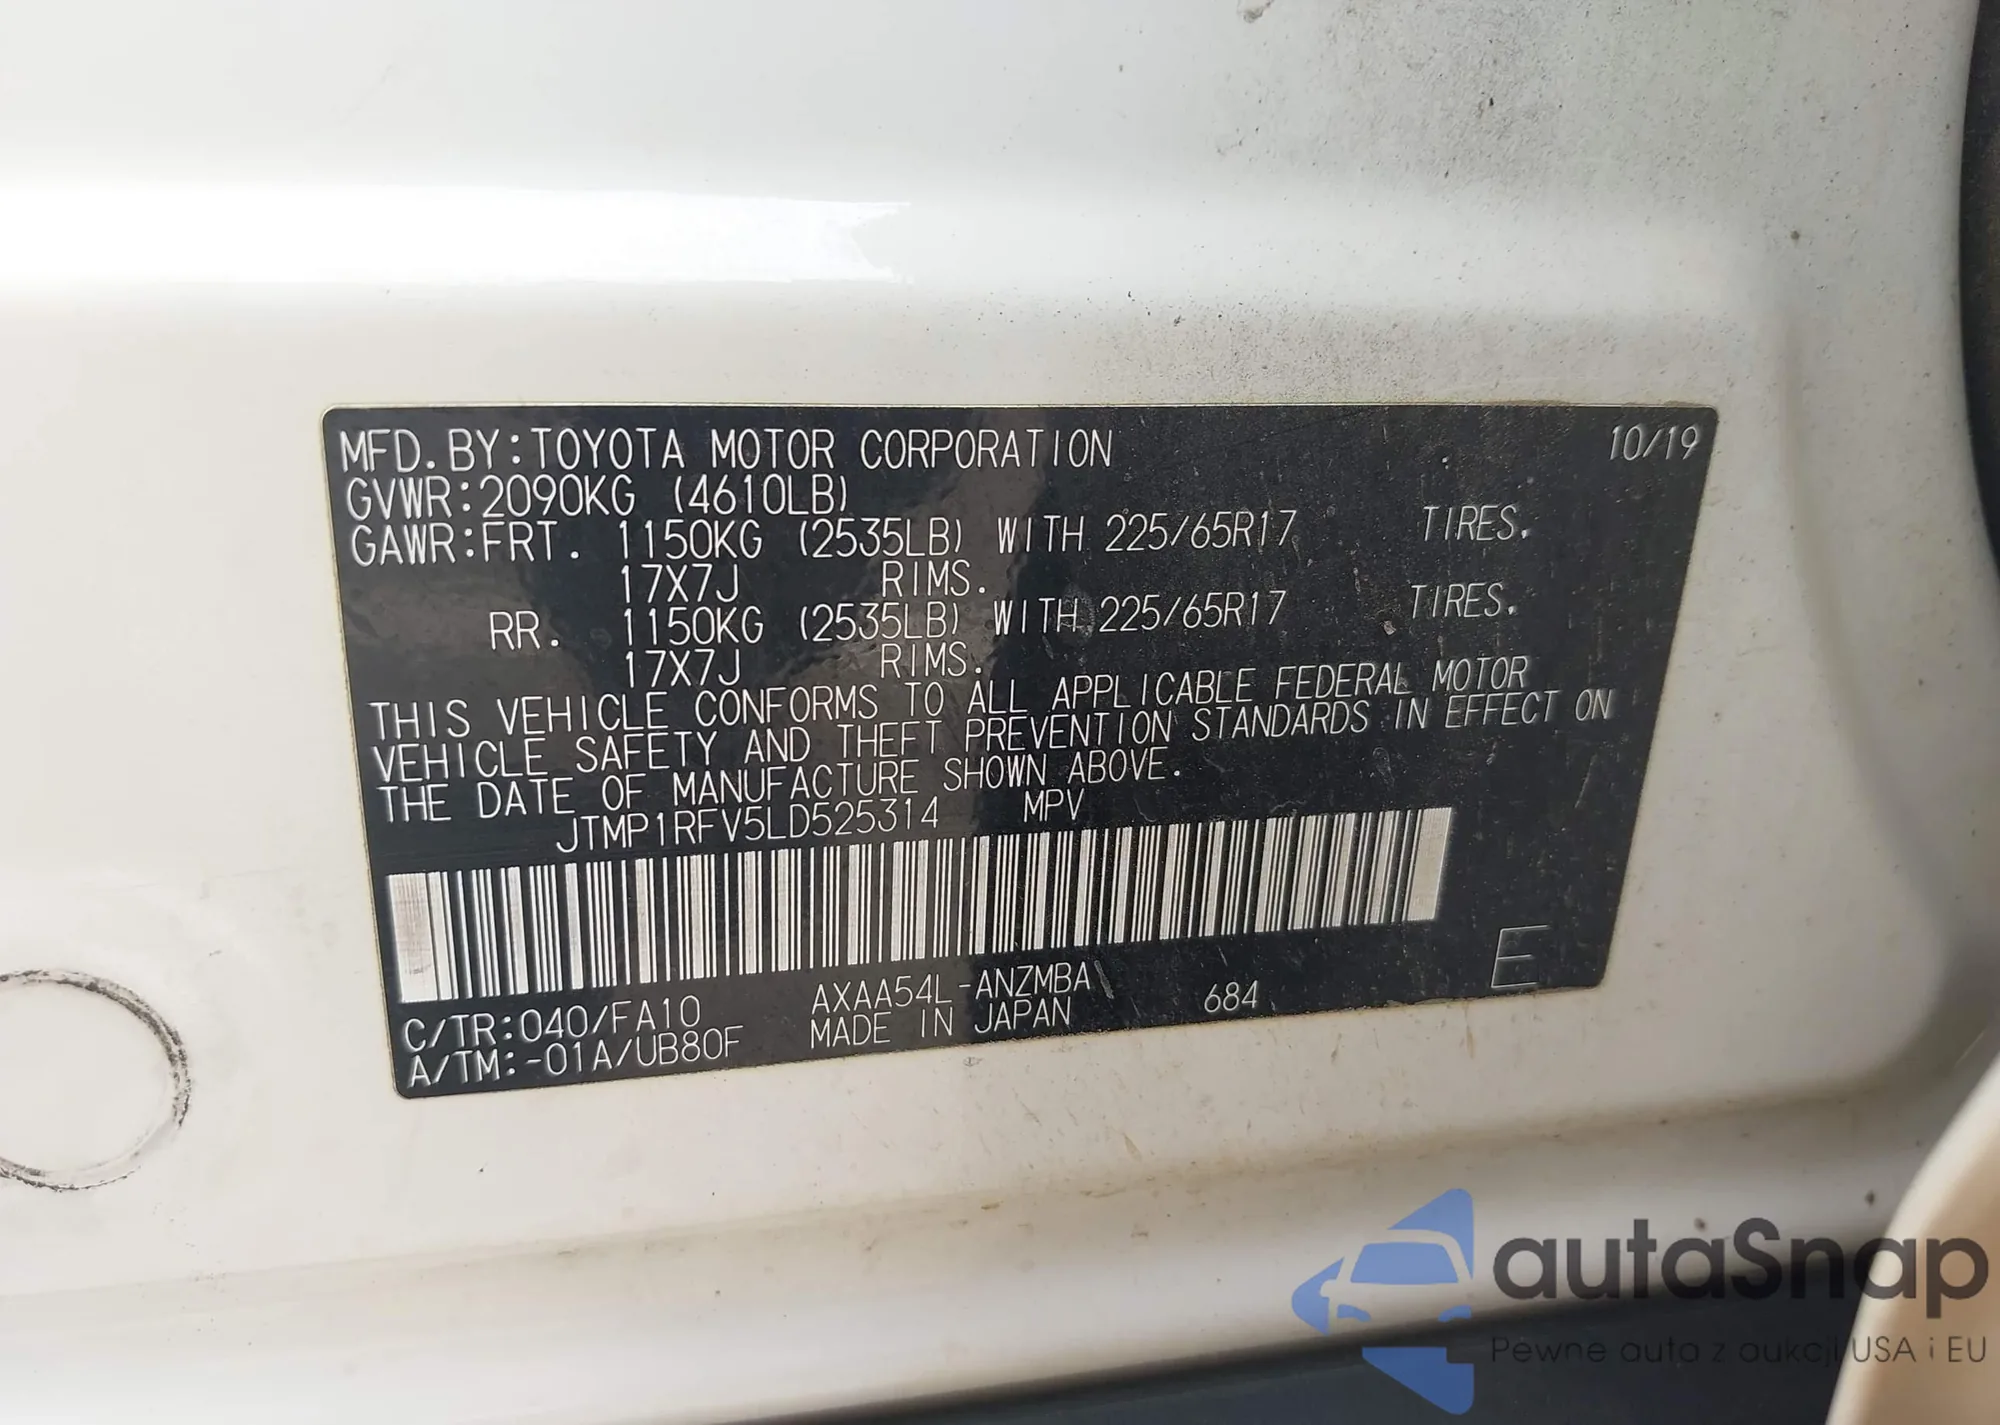 MFD. BY: TOYOTA MOTOR CORPORATION 10/19
GVWR: 2090KG (4610LB)
GAWR: FRT. 1150KG (2535LB) WITH 225/65R17 TIRES.
17X7J RIMS.
RR. 1150KG (2535LB) WITH 225/65R17 TIRES.
17X7J RIMS.
THIS VEHICLE CONFORMS TO ALL APPLICABLE FEDERAL MOTOR
VEHICLE SAFETY AND THEFT PREVENTION STANDARDS IN EFFECT ON
THE DATE OF MANUFACTURE SHOWN ABOVE.
JTMP1RFV5LD525314 MPV
C/TR: 040/FA10 AXAA54L-ANZMBA 684 E
A/TM: -01A/UB80F MADE IN JAPAN
autaSnap
Pewne auta z aukcji USA i EU